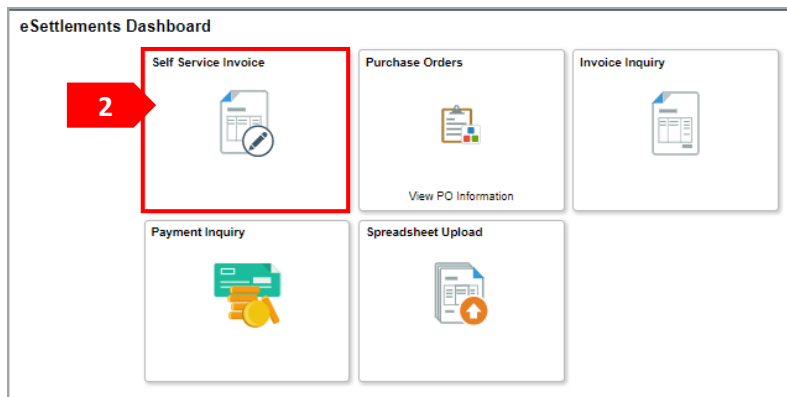 eSettlements Dashboard
Self Service Invoice
Purchase Orders
Invoice Inquiry
2
View PO Information
Payment Inquiry
Spreadsheet Upload